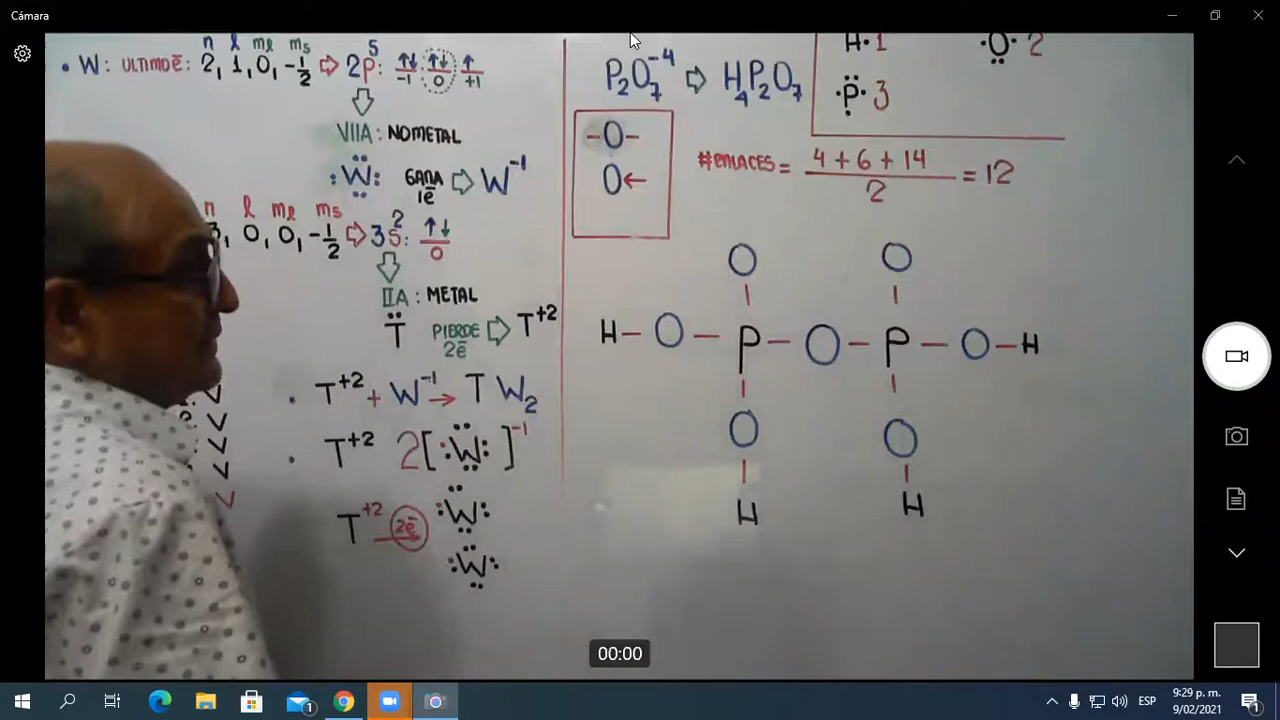 Cámara
n l ml ms
• W: ULTIMO ē: 2, 1, 0, -1/2 ⇨ 2p⁵: ↑↓ ↑↓ ↑
-1 0 +1
VIIA: NOMETAL
:W: GANA 1ē ⇨ W⁻¹
n l ml ms
3, 0, 0, -1/2 ⇨ 3s²: ↑↓
0
IIA: METAL
T PIERDE 2ē ⇨ T⁺²
• T⁺² + W⁻¹ → T W₂
• T⁺² 2[:W:]⁻¹
T⁺² 2ē :W:
:W:
P₂O₇⁻⁴ ⇨ H₄P₂O₇
H· 1 ·O· 2
·P· 3
-O-
O←
#ENLACES = 4 + 6 + 14 / 2 = 12
O O
H – O – P – O – P – O – H
O O
H H
00:00
ESP
9:29 p. m.
9/02/2021